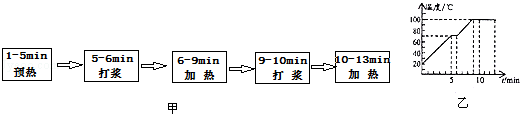 1-5min
预热
5-6min
打浆
6-9min
加热
9-10min
打浆
10-13min
加热
甲
温度/℃
100
80
60
40
20
5
10
t/min
乙